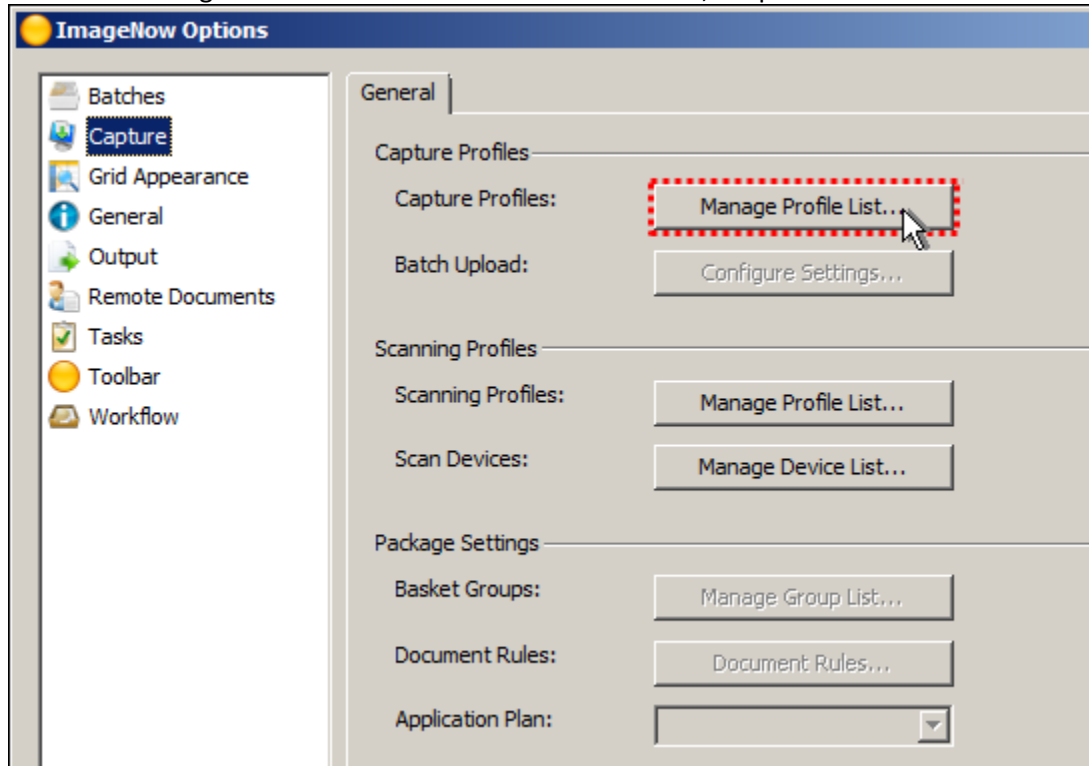 ImageNow Options
Batches
Capture
Grid Appearance
General
Output
Remote Documents
Tasks
Toolbar
Workflow
General
Capture Profiles
Capture Profiles: Manage Profile List...
Batch Upload: Configure Settings...
Scanning Profiles
Scanning Profiles: Manage Profile List...
Scan Devices: Manage Device List...
Package Settings
Basket Groups: Manage Group List...
Document Rules: Document Rules...
Application Plan: